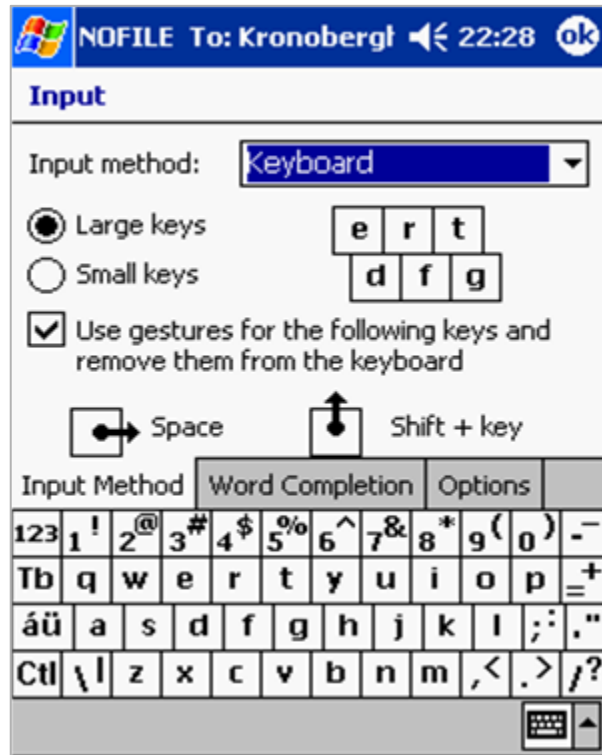 NOFILE To: Kronobergh 22:28 ok
Input
Input method: Keyboard
Large keys
e r t
Small keys
d f g
Use gestures for the following keys and
remove them from the keyboard
Space Shift + key
Input Method Word Completion Options
123 1 ! 2 @ 3 # 4 $ 5 % 6 ^ 7 & 8 * 9 ( 0 ) - _
Tb q w e r t y u i o p = +
áü a s d f g h j k l ; : . "
Ctl \ | z x c v b n m , < . > / ?